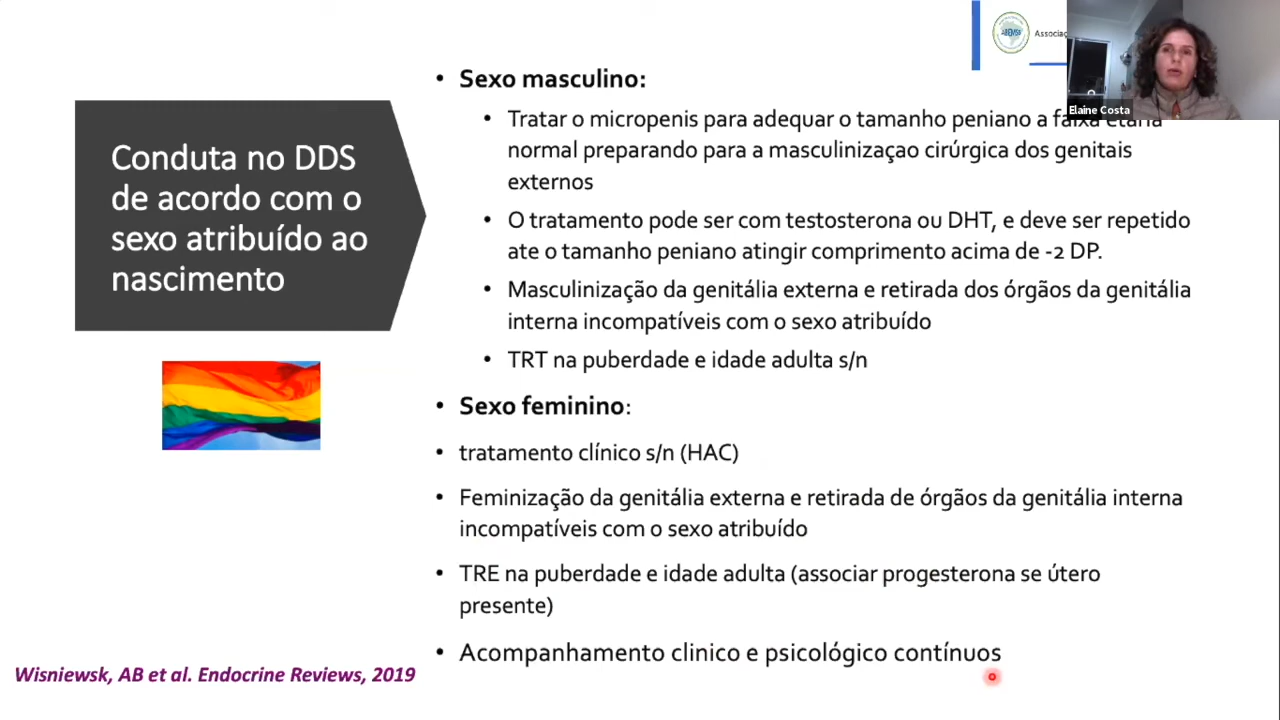 Associaç
Elaine Costa
Conduta no DDS
de acordo com o
sexo atribuído ao
nascimento
• Sexo masculino:
• Tratar o micropenis para adequar o tamanho peniano a faixa etaria
normal preparando para a masculinizaçao cirúrgica dos genitais
externos
• O tratamento pode ser com testosterona ou DHT, e deve ser repetido
ate o tamanho peniano atingir comprimento acima de -2 DP.
• Masculinização da genitália externa e retirada dos órgãos da genitália
interna incompatíveis com o sexo atribuído
• TRT na puberdade e idade adulta s/n
• Sexo feminino:
• tratamento clínico s/n (HAC)
• Feminização da genitália externa e retirada de órgãos da genitália interna
incompatíveis com o sexo atribuído
• TRE na puberdade e idade adulta (associar progesterona se útero
presente)
• Acompanhamento clinico e psicológico contínuos
Wisniewsk, AB et al. Endocrine Reviews, 2019